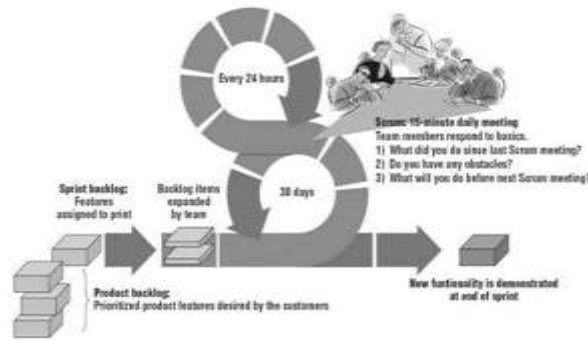 Every 24 hours
Scrum: 15-minute daily meeting
Team members respond to basics.
1) What did you do since last Scrum meeting?
2) Do you have any obstacles?
3) What will you do before next Scrum meeting?
30 days
Sprint backlog:
Features
assigned to print
Backlog items
expanded
by team
New funtionality is demonstrated
at end of sprint
Product backlog:
Prioritized product features desired by the customers